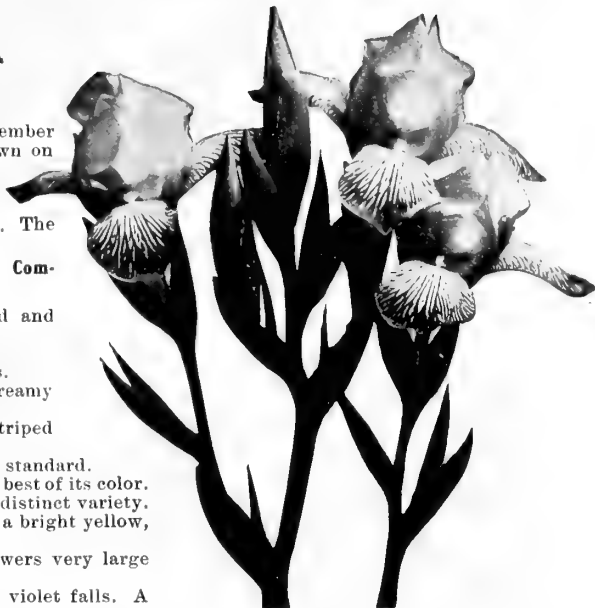 ember
wn on
. The
Com-
d and
s.
reamy
triped
standard.
best of its color.
distinct variety.
a bright yellow,
wers very large
violet falls. A